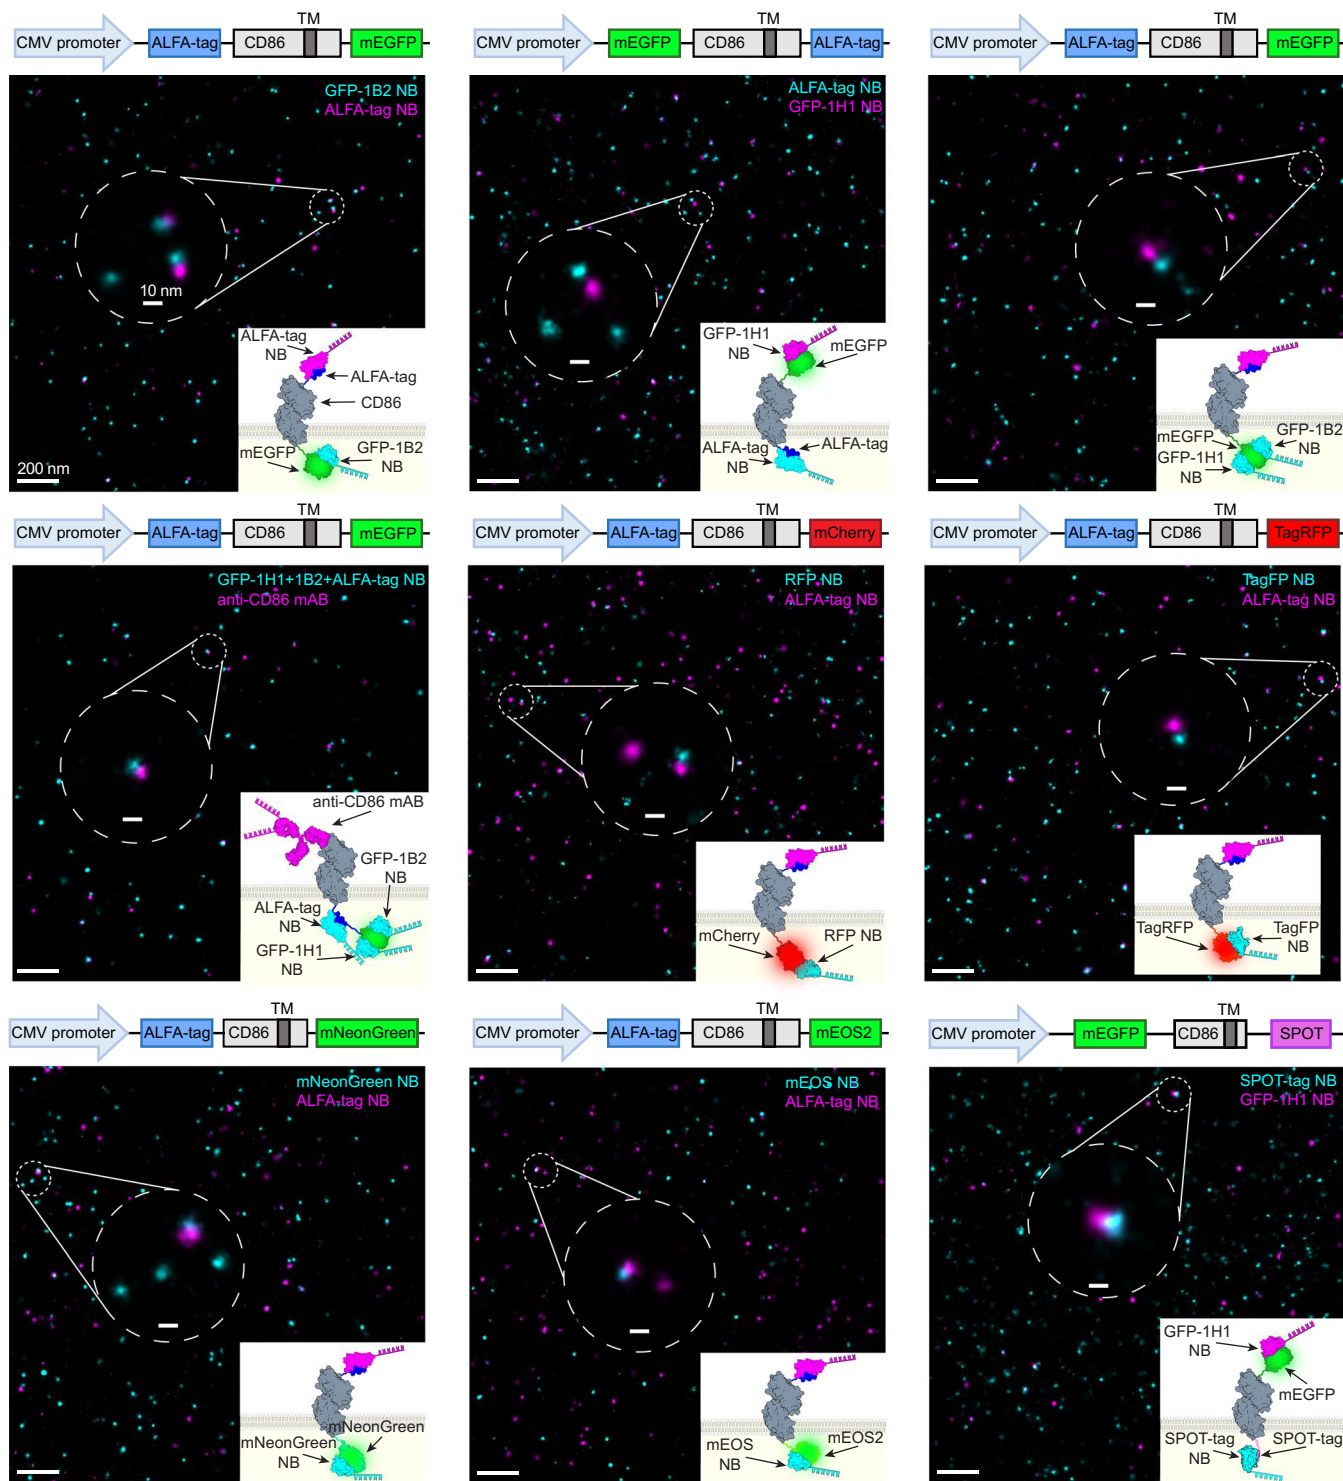 TM
CMV promoter ALFA-tag CD86 mEGFP
GFP-1B2 NB
ALFA-tag NB
10 nm
ALFA-tag
NB
ALFA-tag
CD86
mEGFP
GFP-1B2
NB
200 nm
TM
CMV promoter mEGFP CD86 ALFA-tag
ALFA-tag NB
GFP-1H1 NB
GFP-1H1
NB
mEGFP
ALFA-tag
NB
ALFA-tag
TM
CMV promoter ALFA-tag CD86 mEGFP
mEGFP
GFP-1B2
NB
GFP-1H1
NB
TM
CMV promoter ALFA-tag CD86 mEGFP
GFP-1H1+1B2+ALFA-tag NB
anti-CD86 mAB
anti-CD86 mAB
GFP-1B2
NB
ALFA-tag
NB
GFP-1H1
NB
TM
CMV promoter ALFA-tag CD86 mCherry
RFP NB
ALFA-tag NB
mCherry
RFP NB
TM
CMV promoter ALFA-tag CD86 TagRFP
TagFP NB
ALFA-tag NB
TagRFP
TagFP
NB
TM
CMV promoter ALFA-tag CD86 mNeonGreen
mNeonGreen NB
ALFA-tag NB
mNeonGreen
mNeonGreen
NB
TM
CMV promoter ALFA-tag CD86 mEOS2
mEOS NB
ALFA-tag NB
mEOS2
mEOS
NB
TM
CMV promoter mEGFP CD86 SPOT
SPOT-tag NB
GFP-1H1 NB
GFP-1H1
NB
mEGFP
SPOT-tag
NB
SPOT-tag